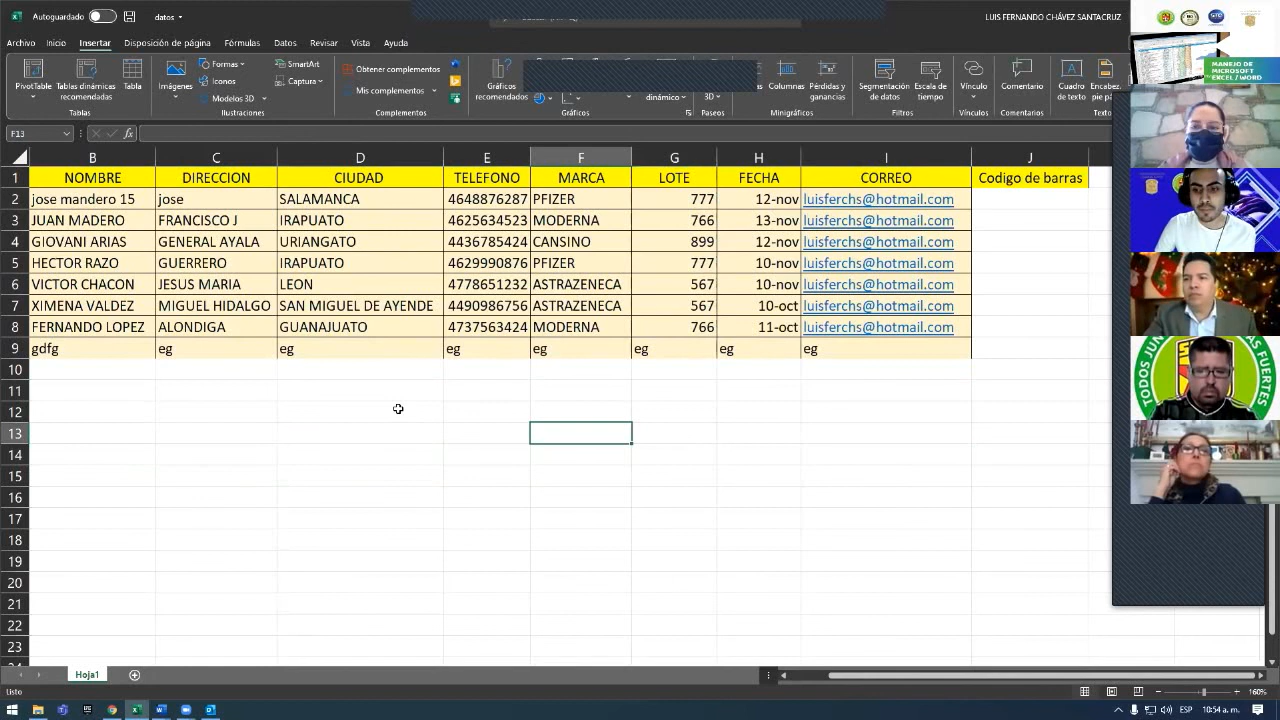 Autoguardado
datos
LUIS FERNANDO CHÁVEZ SANTACRUZ
Archivo Inicio Insertar Disposición de página Fórmulas Datos Revisar Vista Ayuda
PivotTable Tablas dinámicas recomendadas Tabla Imágenes Formas Iconos Modelos 3D SmartArt Captura Obtener complementos Mis complementos Gráficos recomendados dinámico 3D Columnas Pérdidas y ganancias Segmentación de datos Escala de tiempo Vínculo Comentario Cuadro de texto Encabez. pie pá
Tablas Ilustraciones Complementos Gráficos Paseos Minigráficos Filtros Vínculos Comentarios Texto
MANEJO DE MICROSOFT EXCEL / WORD
F13 fx
B C D E F G H I J
1 NOMBRE DIRECCION CIUDAD TELEFONO MARCA LOTE FECHA CORREO Codigo de barras
2 jose mandero 15 jose SALAMANCA 4648876287 PFIZER 777 12-nov luisferchs@hotmail.com
3 JUAN MADERO FRANCISCO J IRAPUATO 4625634523 MODERNA 766 13-nov luisferchs@hotmail.com
4 GIOVANI ARIAS GENERAL AYALA URIANGATO 4436785424 CANSINO 899 12-nov luisferchs@hotmail.com
5 HECTOR RAZO GUERRERO IRAPUATO 4629990876 PFIZER 777 10-nov luisferchs@hotmail.com
6 VICTOR CHACON JESUS MARIA LEON 4778651232 ASTRAZENECA 567 10-nov luisferchs@hotmail.com
7 XIMENA VALDEZ MIGUEL HIDALGO SAN MIGUEL DE AYENDE 4490986756 ASTRAZENECA 567 10-oct luisferchs@hotmail.com
8 FERNANDO LOPEZ ALONDIGA GUANAJUATO 4737563424 MODERNA 766 11-oct luisferchs@hotmail.com
9 gdfg eg eg eg eg eg eg eg
10
11
12
13
14
15
16
17
18
19
20
21
22
23
TODOS JUN AS FUERTES
Hoja1
listo
160%
ESP 10:54 a. m.